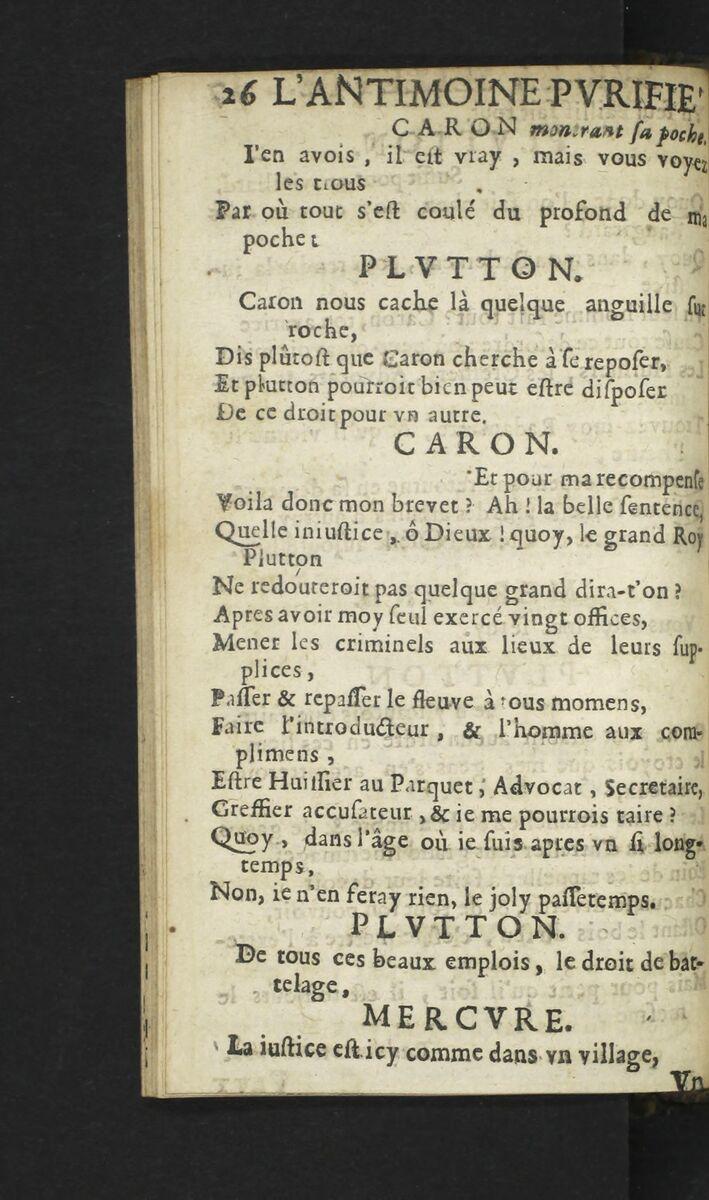 26 L'ANTIMOINE PVRIFIE'
CARON monſtrant ſa poche.
I'en avois, il eſt vray, mais vous voyez
les trous
Par où tout s'eſt coulé du profond de ma
poche:
PLVTTON.
Caron nous cache là quelque anguille ſur
roche,
Dis plûtoſt que Caron cherche à ſe repoſer,
Et plutton pourroit bien peut eſtre diſpoſer
De ce droit pour vn autre.
CARON.
Et pour ma recompenſe
Voila donc mon brevet? Ah! la belle ſentence,
Quelle iniuſtice, ô Dieux! quoy, le grand Roy
Plutton
Ne redouteroit pas quelque grand dira-t'on?
Apres avoir moy ſeul exercé vingt offices,
Mener les criminels aux lieux de leurs ſup-
plices,
Paſſer & repaſſer le fleuve à tous momens,
Faire l'introducteur, & l'homme aux com-
plimens,
Eſtre Huiſſier au Parquet, Advocat, Secretaire,
Greffier accuſateur, & ie me pourrois taire?
Quoy, dans l'âge où ie ſuis apres vn ſi long-
temps,
Non, ie n'en feray rien, le joly paſſetemps.
PLVTTON.
De tous ces beaux emplois, le droit de bat-
telage,
MERCVRE.
La iuſtice eſt icy comme dans vn village,
Vn